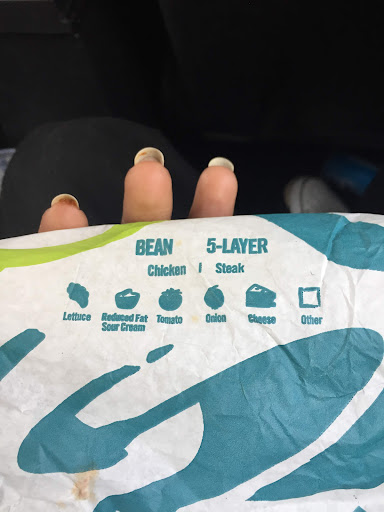 BEAN 5-LAYER
Chicken | Steak
Lettuce Reduced Fat Tomato Onion Cheese Other
Sour Cream